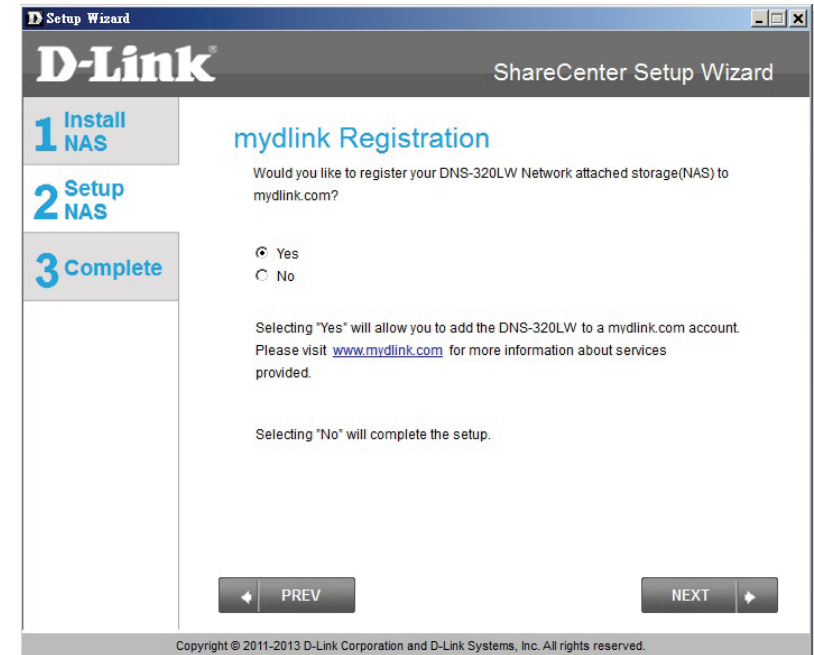 Setup Wizard
D-Link®
ShareCenter Setup Wizard
1 Install
NAS
2 Setup
NAS
3 Complete
mydlink Registration
Would you like to register your DNS-320LW Network attached storage(NAS) to
mydlink.com?
Yes
No
Selecting "Yes" will allow you to add the DNS-320LW to a mydlink.com account.
Please visit www.mydlink.com for more information about services
provided.
Selecting "No" will complete the setup.
PREV
NEXT
Copyright © 2011-2013 D-Link Corporation and D-Link Systems, Inc. All rights reserved.